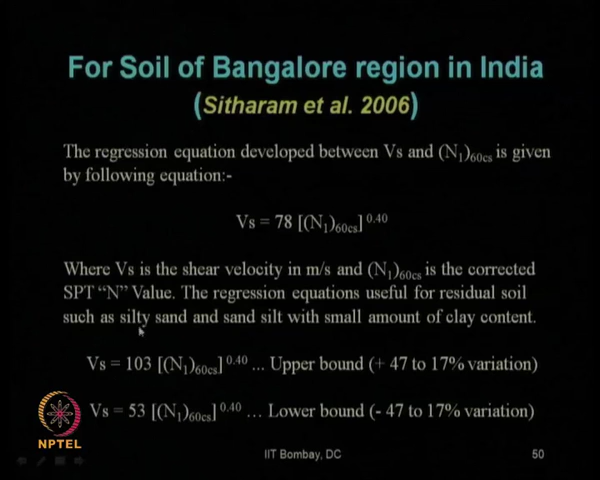 For Soil of Bangalore region in India
(Sitharam et al. 2006)
The regression equation developed between Vs and (N₁)₆₀cs is given
by following equation:-
Vs = 78 [(N₁)₆₀cs]⁰·⁴⁰
Where Vs is the shear velocity in m/s and (N₁)₆₀cs is the corrected
SPT “N” Value. The regression equations useful for residual soil
such as silty sand and sand silt with small amount of clay content.
Vs = 103 [(N₁)₆₀cs]⁰·⁴⁰ ... Upper bound (+ 47 to 17% variation)
Vs = 53 [(N₁)₆₀cs]⁰·⁴⁰ ... Lower bound (- 47 to 17% variation)
NPTEL
IIT Bombay, DC
50